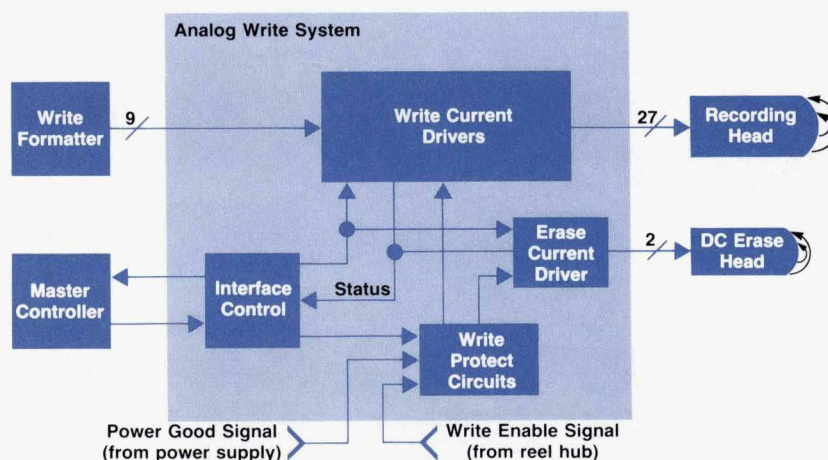 Analog Write System
Write
Formatter
9
Write Current
Drivers
27
Recording
Head
Erase
Current
Driver
2
DC Erase
Head
Master
Controller
Interface
Control
Status
Write
Protect
Circuits
Power Good Signal
(from power supply)
Write Enable Signal
(from reel hub)